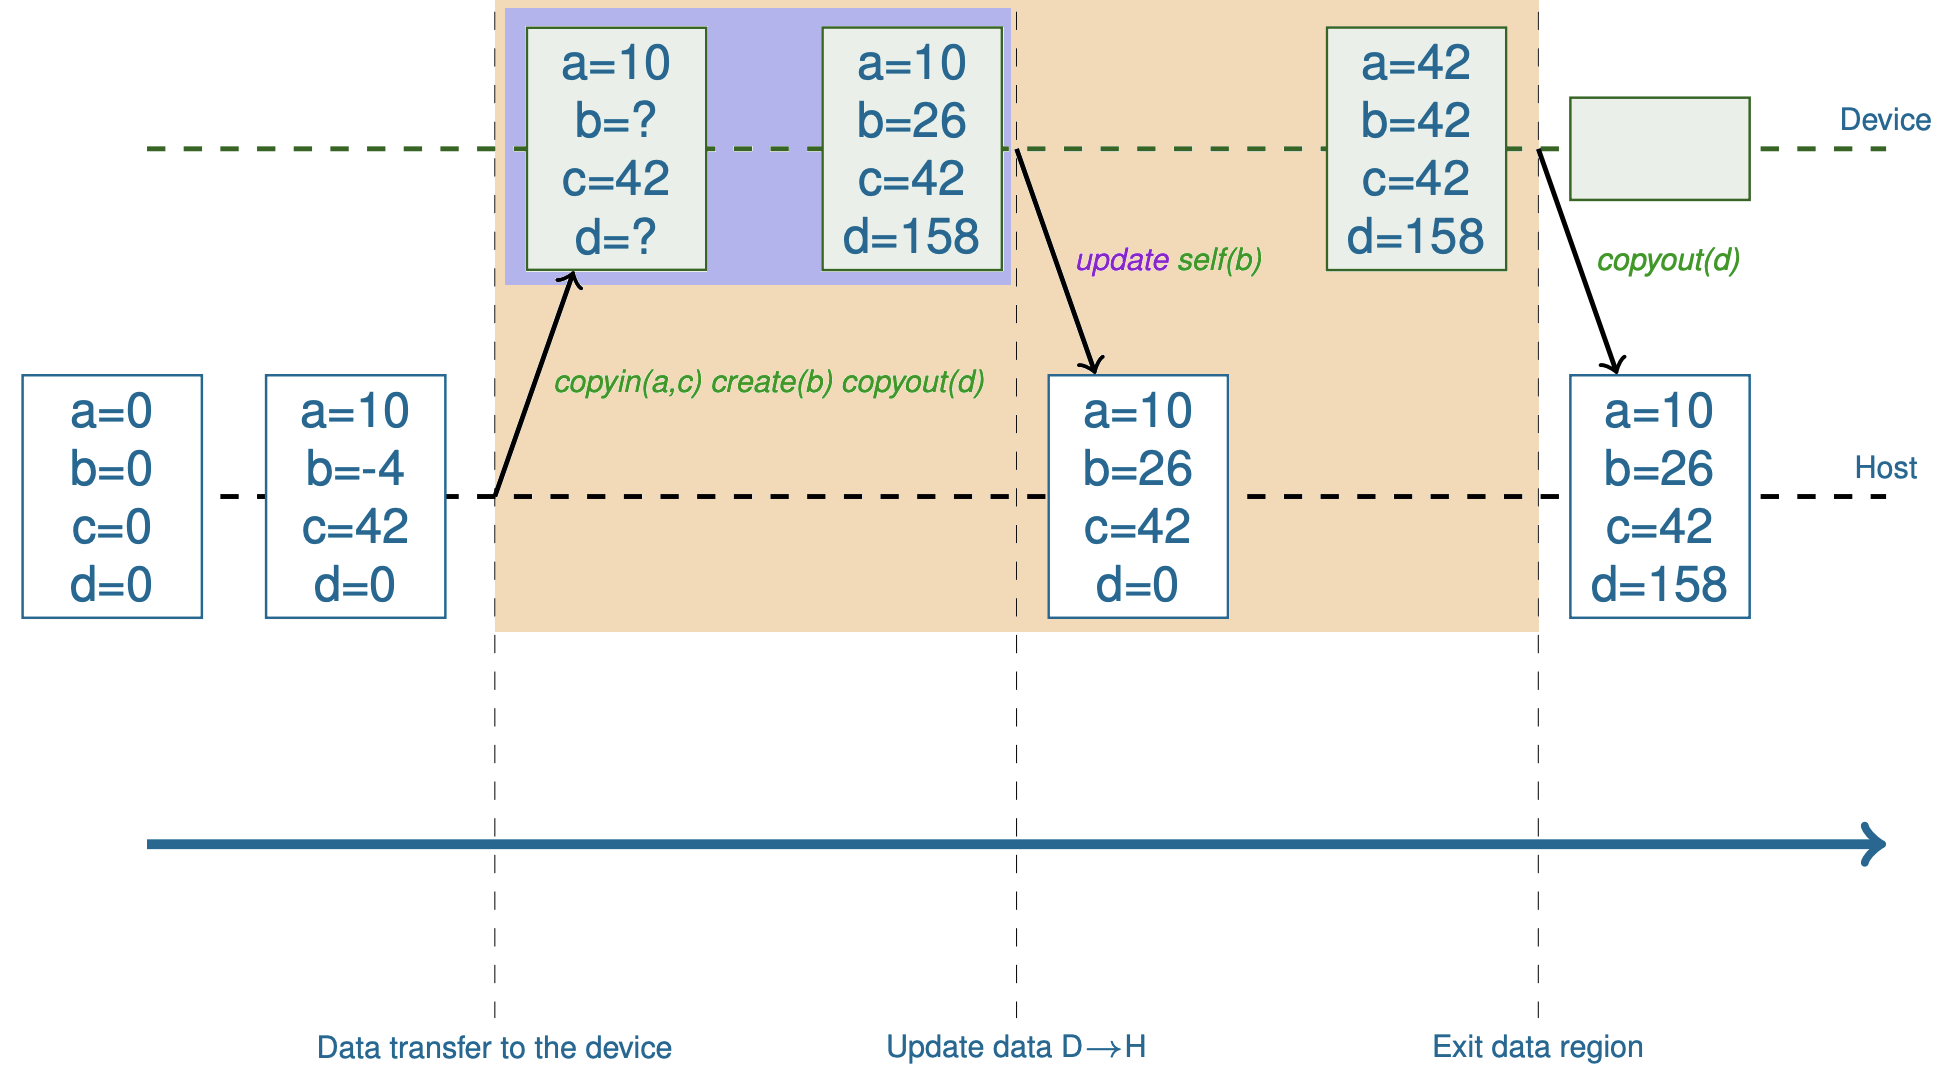 a=10
b=?
c=42
d=?
a=10
b=26
c=42
d=158
a=42
b=42
c=42
d=158
Device
update self(b)
copyout(d)
copyin(a,c) create(b) copyout(d)
a=0
b=0
c=0
d=0
a=10
b=-4
c=42
d=0
a=10
b=26
c=42
d=0
a=10
b=26
c=42
d=158
Host
Data transfer to the device
Update data D→H
Exit data region